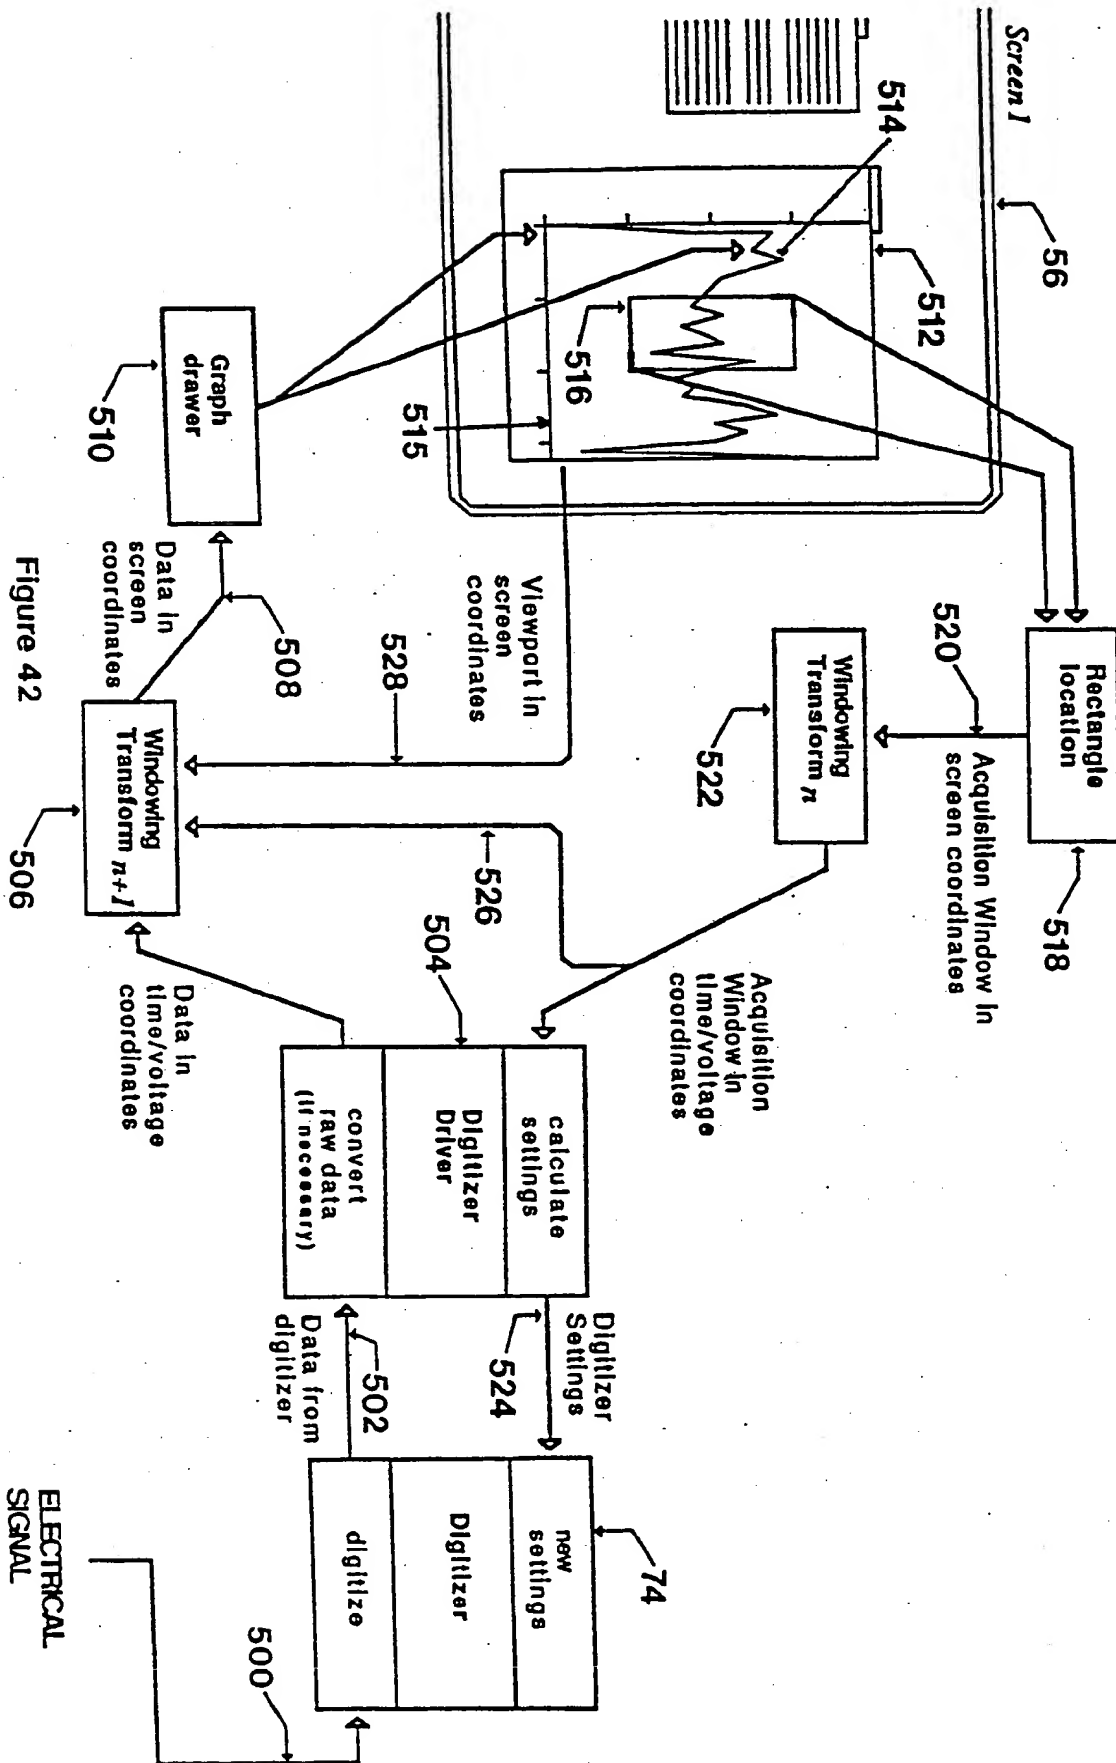 Screen 1
56
514
512
516
515
Rectangle
location
518
520
Acquisition Window in
screen coordinates
Windowing
Transform n
522
Viewport in
screen
coordinates
528
526
Acquisition
Window in
time/voltage
coordinates
Graph
drawer
510
Data in
screen
coordinates
508
Windowing
Transform n+1
506
Data in
time/voltage
coordinates
504
calculate
settings
Digitizer
Driver
convert
raw data
(if necessary)
Digitizer
Settings
524
502
Data from
digitizer
new
settings
Digitizer
digitize
74
500
ELECTRICAL
SIGNAL
Figure 42